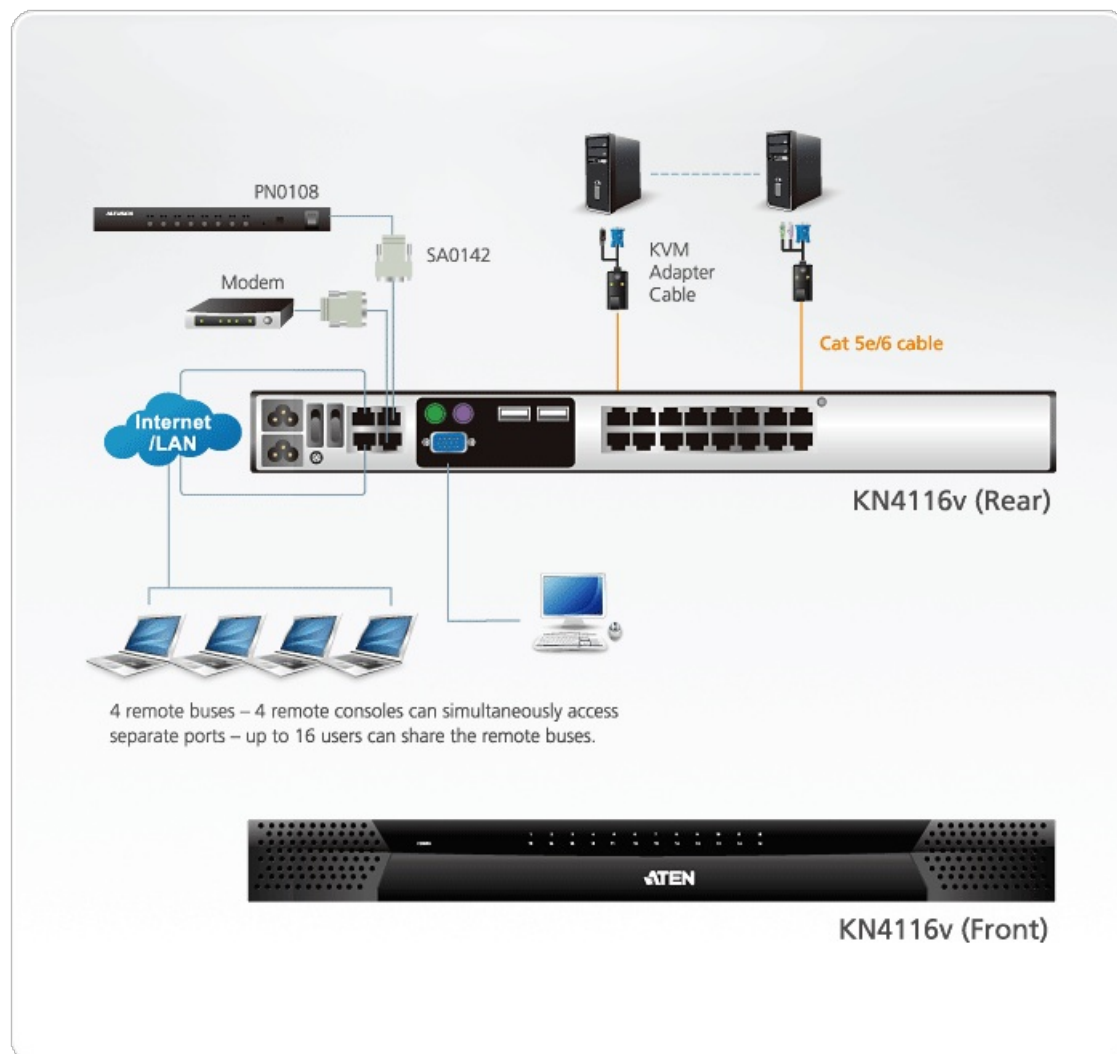 PN0108
SA0142
Modem
KVM
Adapter
Cable
Cat 5e/6 cable
Internet
/LAN
KN4116v (Rear)
4 remote buses – 4 remote consoles can simultaneously access
separate ports – up to 16 users can share the remote buses.
ATEN
KN4116v (Front)